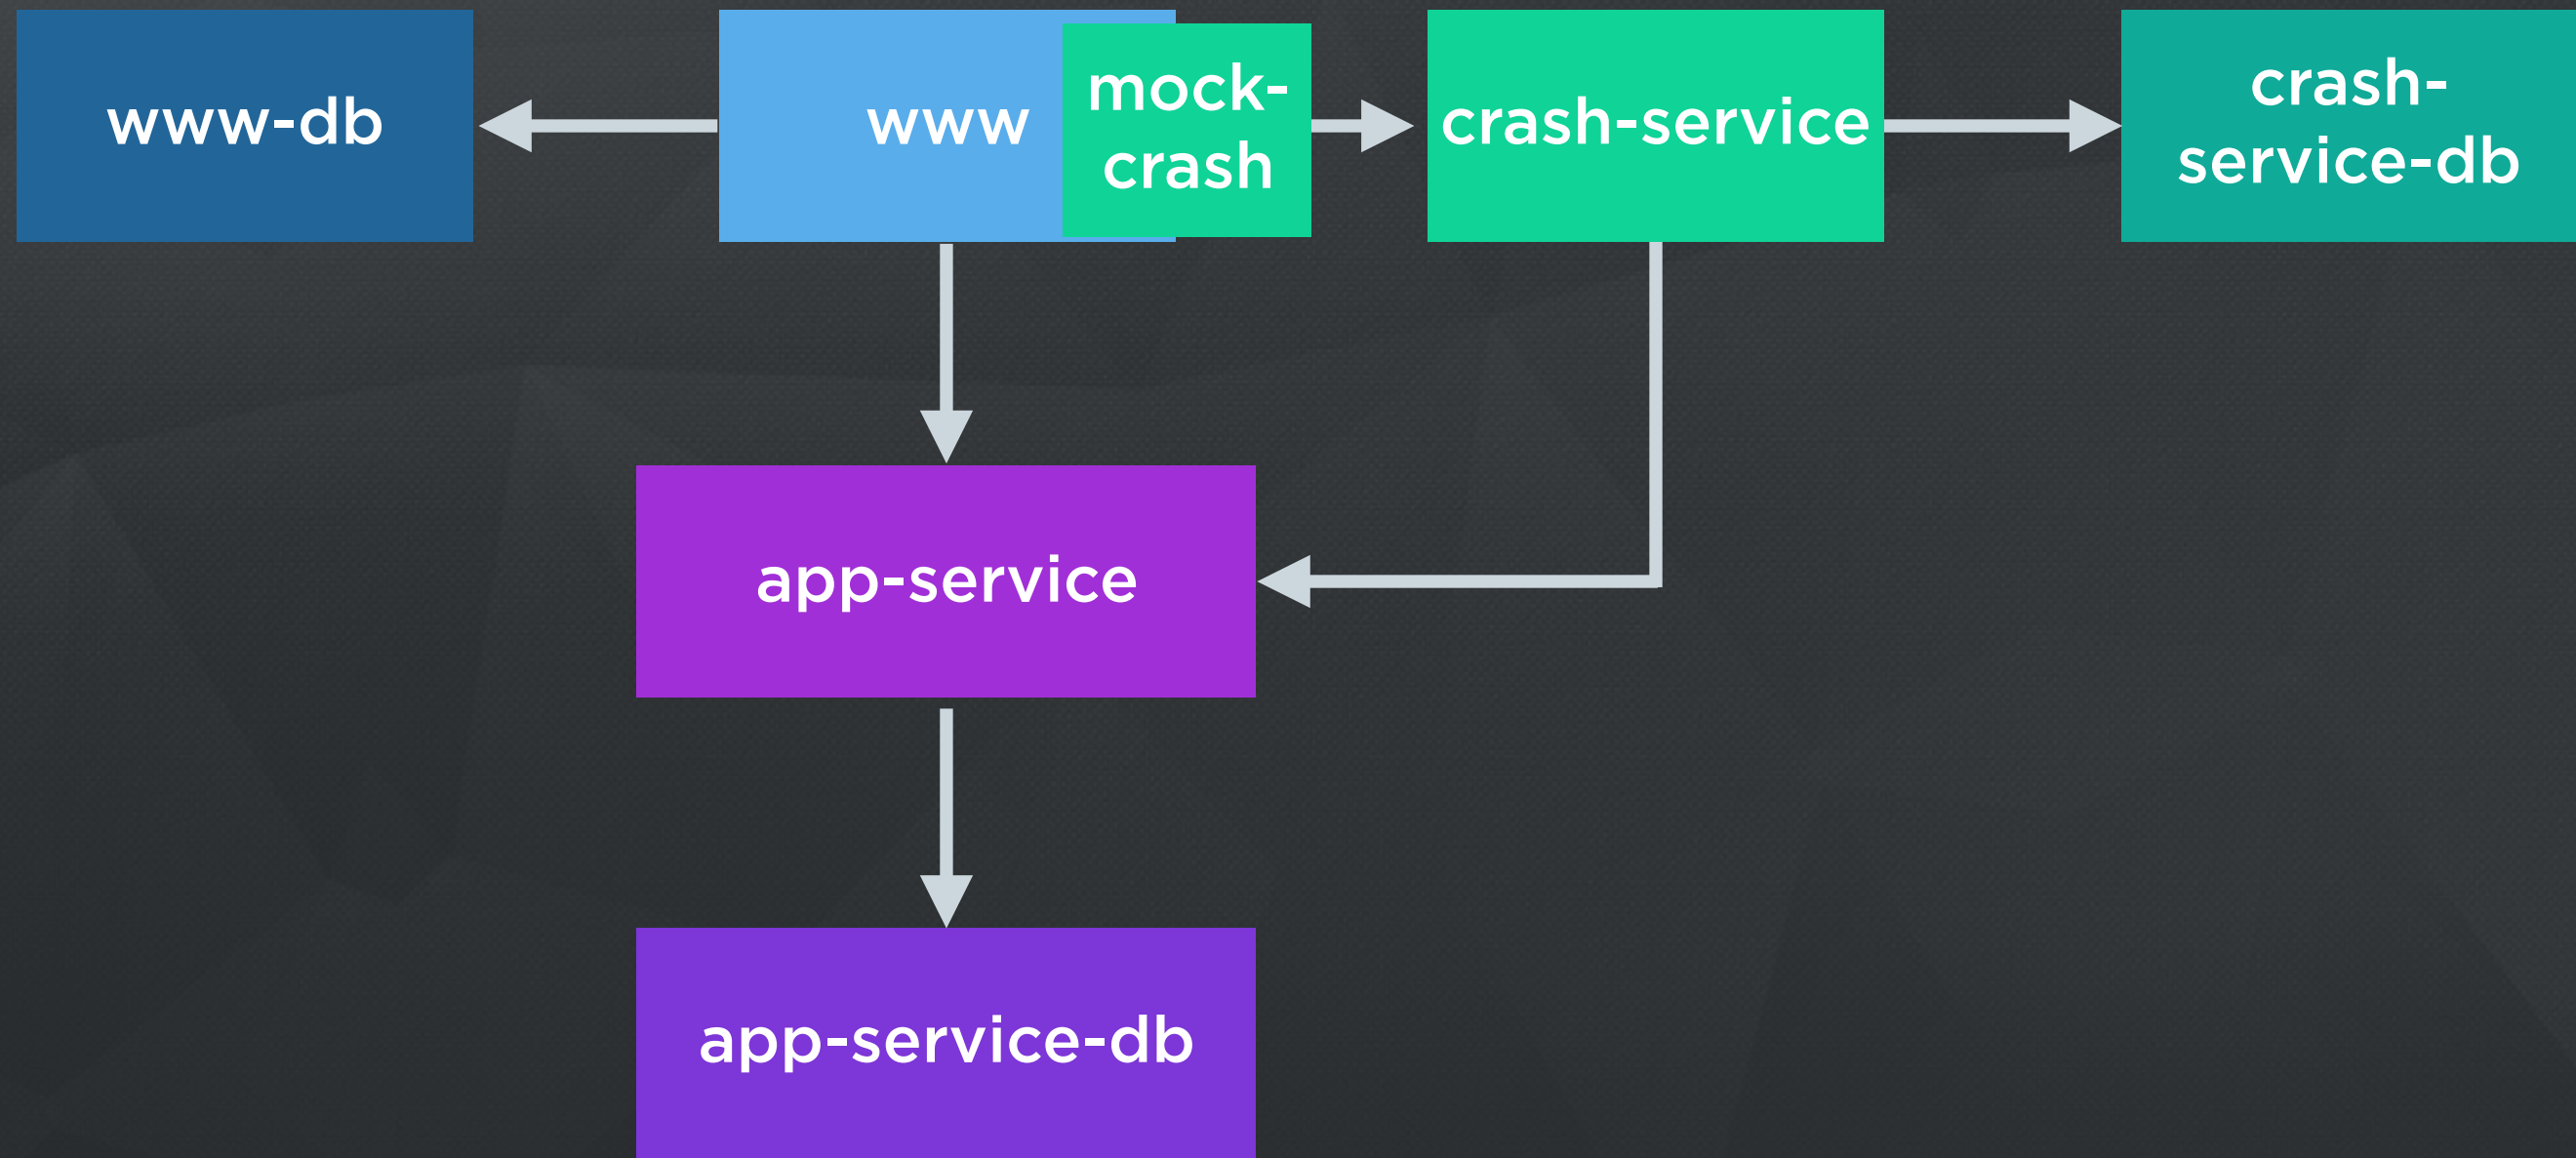 www-db
www
mock-
crash
crash-service
crash-
service-db
app-service
app-service-db